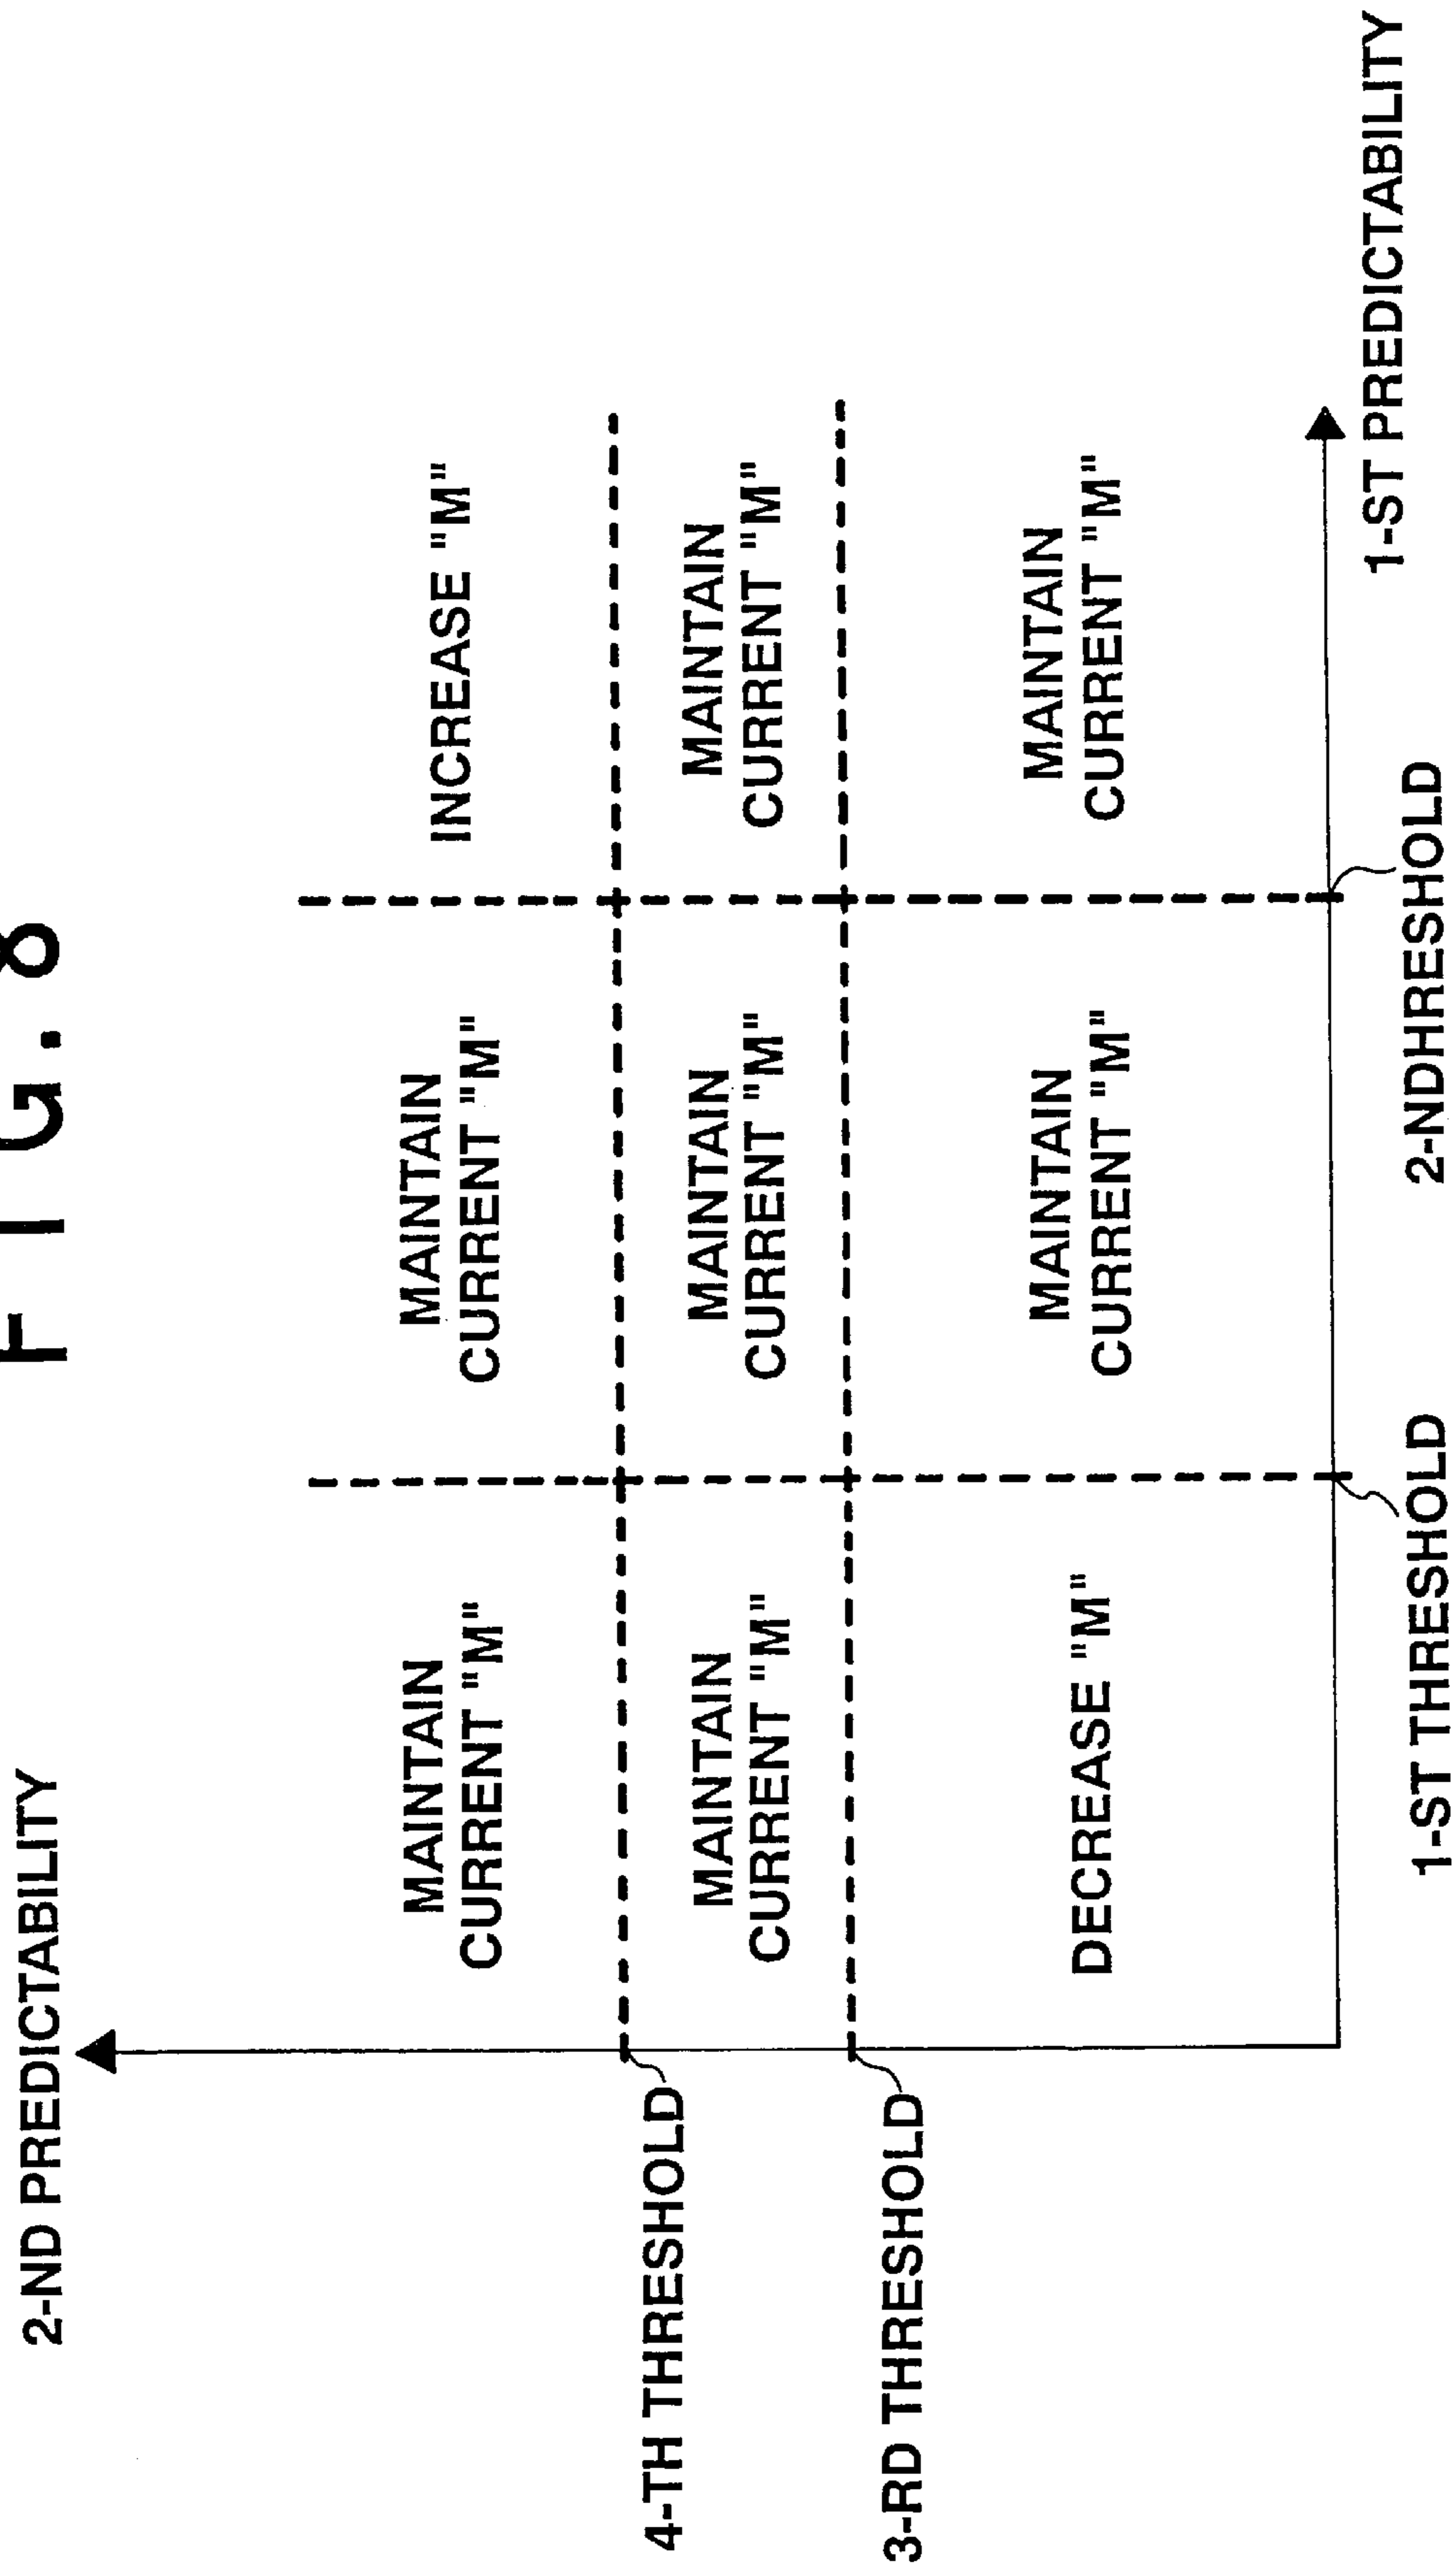 FIG. 8
2-ND PREDICTABILITY
MAINTAIN
CURRENT "M"
MAINTAIN
CURRENT "M"
INCREASE "M"
4-TH THRESHOLD
MAINTAIN
CURRENT "M"
MAINTAIN
CURRENT "M"
MAINTAIN
CURRENT "M"
3-RD THRESHOLD
DECREASE "M"
MAINTAIN
CURRENT "M"
MAINTAIN
CURRENT "M"
1-ST THRESHOLD
2-NDHRESHOLD
1-ST PREDICTABILITY